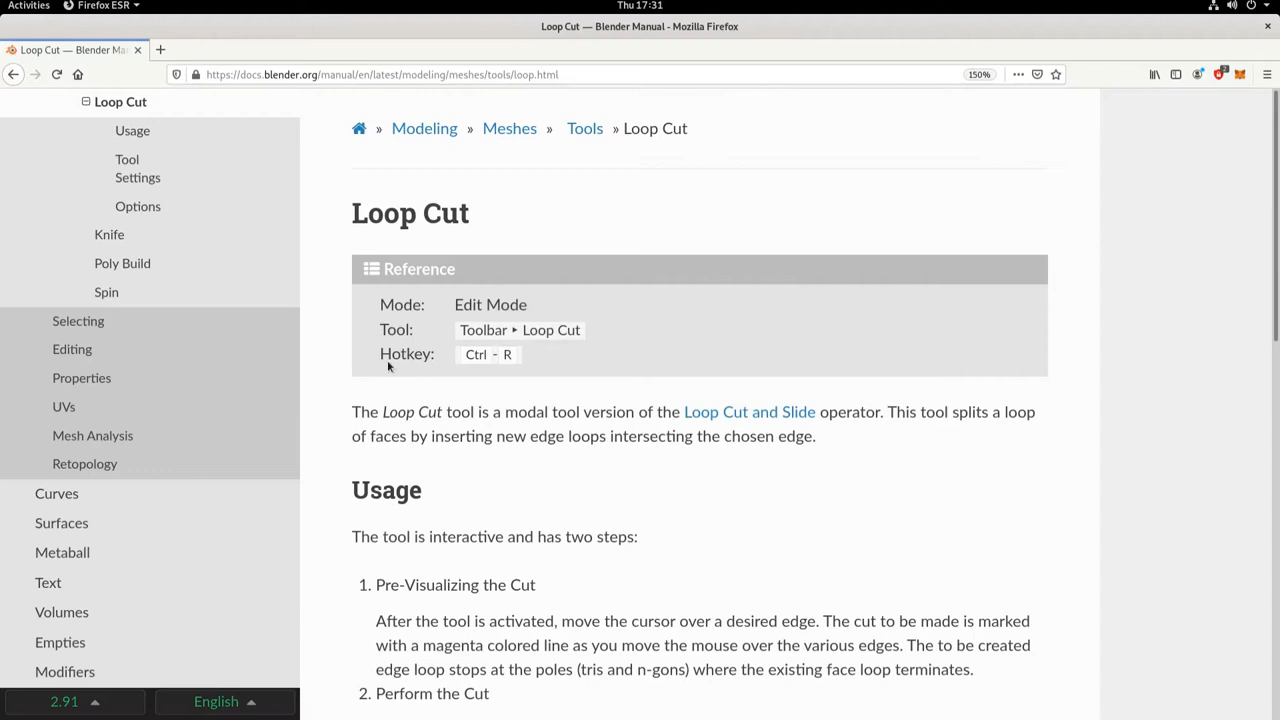 Activities Firefox ESR Thu 17:31
Loop Cut — Blender Manual - Mozilla Firefox
Loop Cut — Blender Ma
https://docs.blender.org/manual/en/latest/modeling/meshes/tools/loop.html 150% 2
Loop Cut
Usage
Tool
Settings
Options
Knife
Poly Build
Spin
Selecting
Editing
Properties
UVs
Mesh Analysis
Retopology
Curves
Surfaces
Metaball
Text
Volumes
Empties
Modifiers
2.91 English
» Modeling » Meshes » Tools » Loop Cut
Loop Cut
Reference
Mode: Edit Mode
Tool: Toolbar ‣ Loop Cut
Hotkey: Ctrl - R
The Loop Cut tool is a modal tool version of the Loop Cut and Slide operator. This tool splits a loop
of faces by inserting new edge loops intersecting the chosen edge.
Usage
The tool is interactive and has two steps:
1. Pre-Visualizing the Cut
After the tool is activated, move the cursor over a desired edge. The cut to be made is marked
with a magenta colored line as you move the mouse over the various edges. The to be created
edge loop stops at the poles (tris and n-gons) where the existing face loop terminates.
2. Perform the Cut